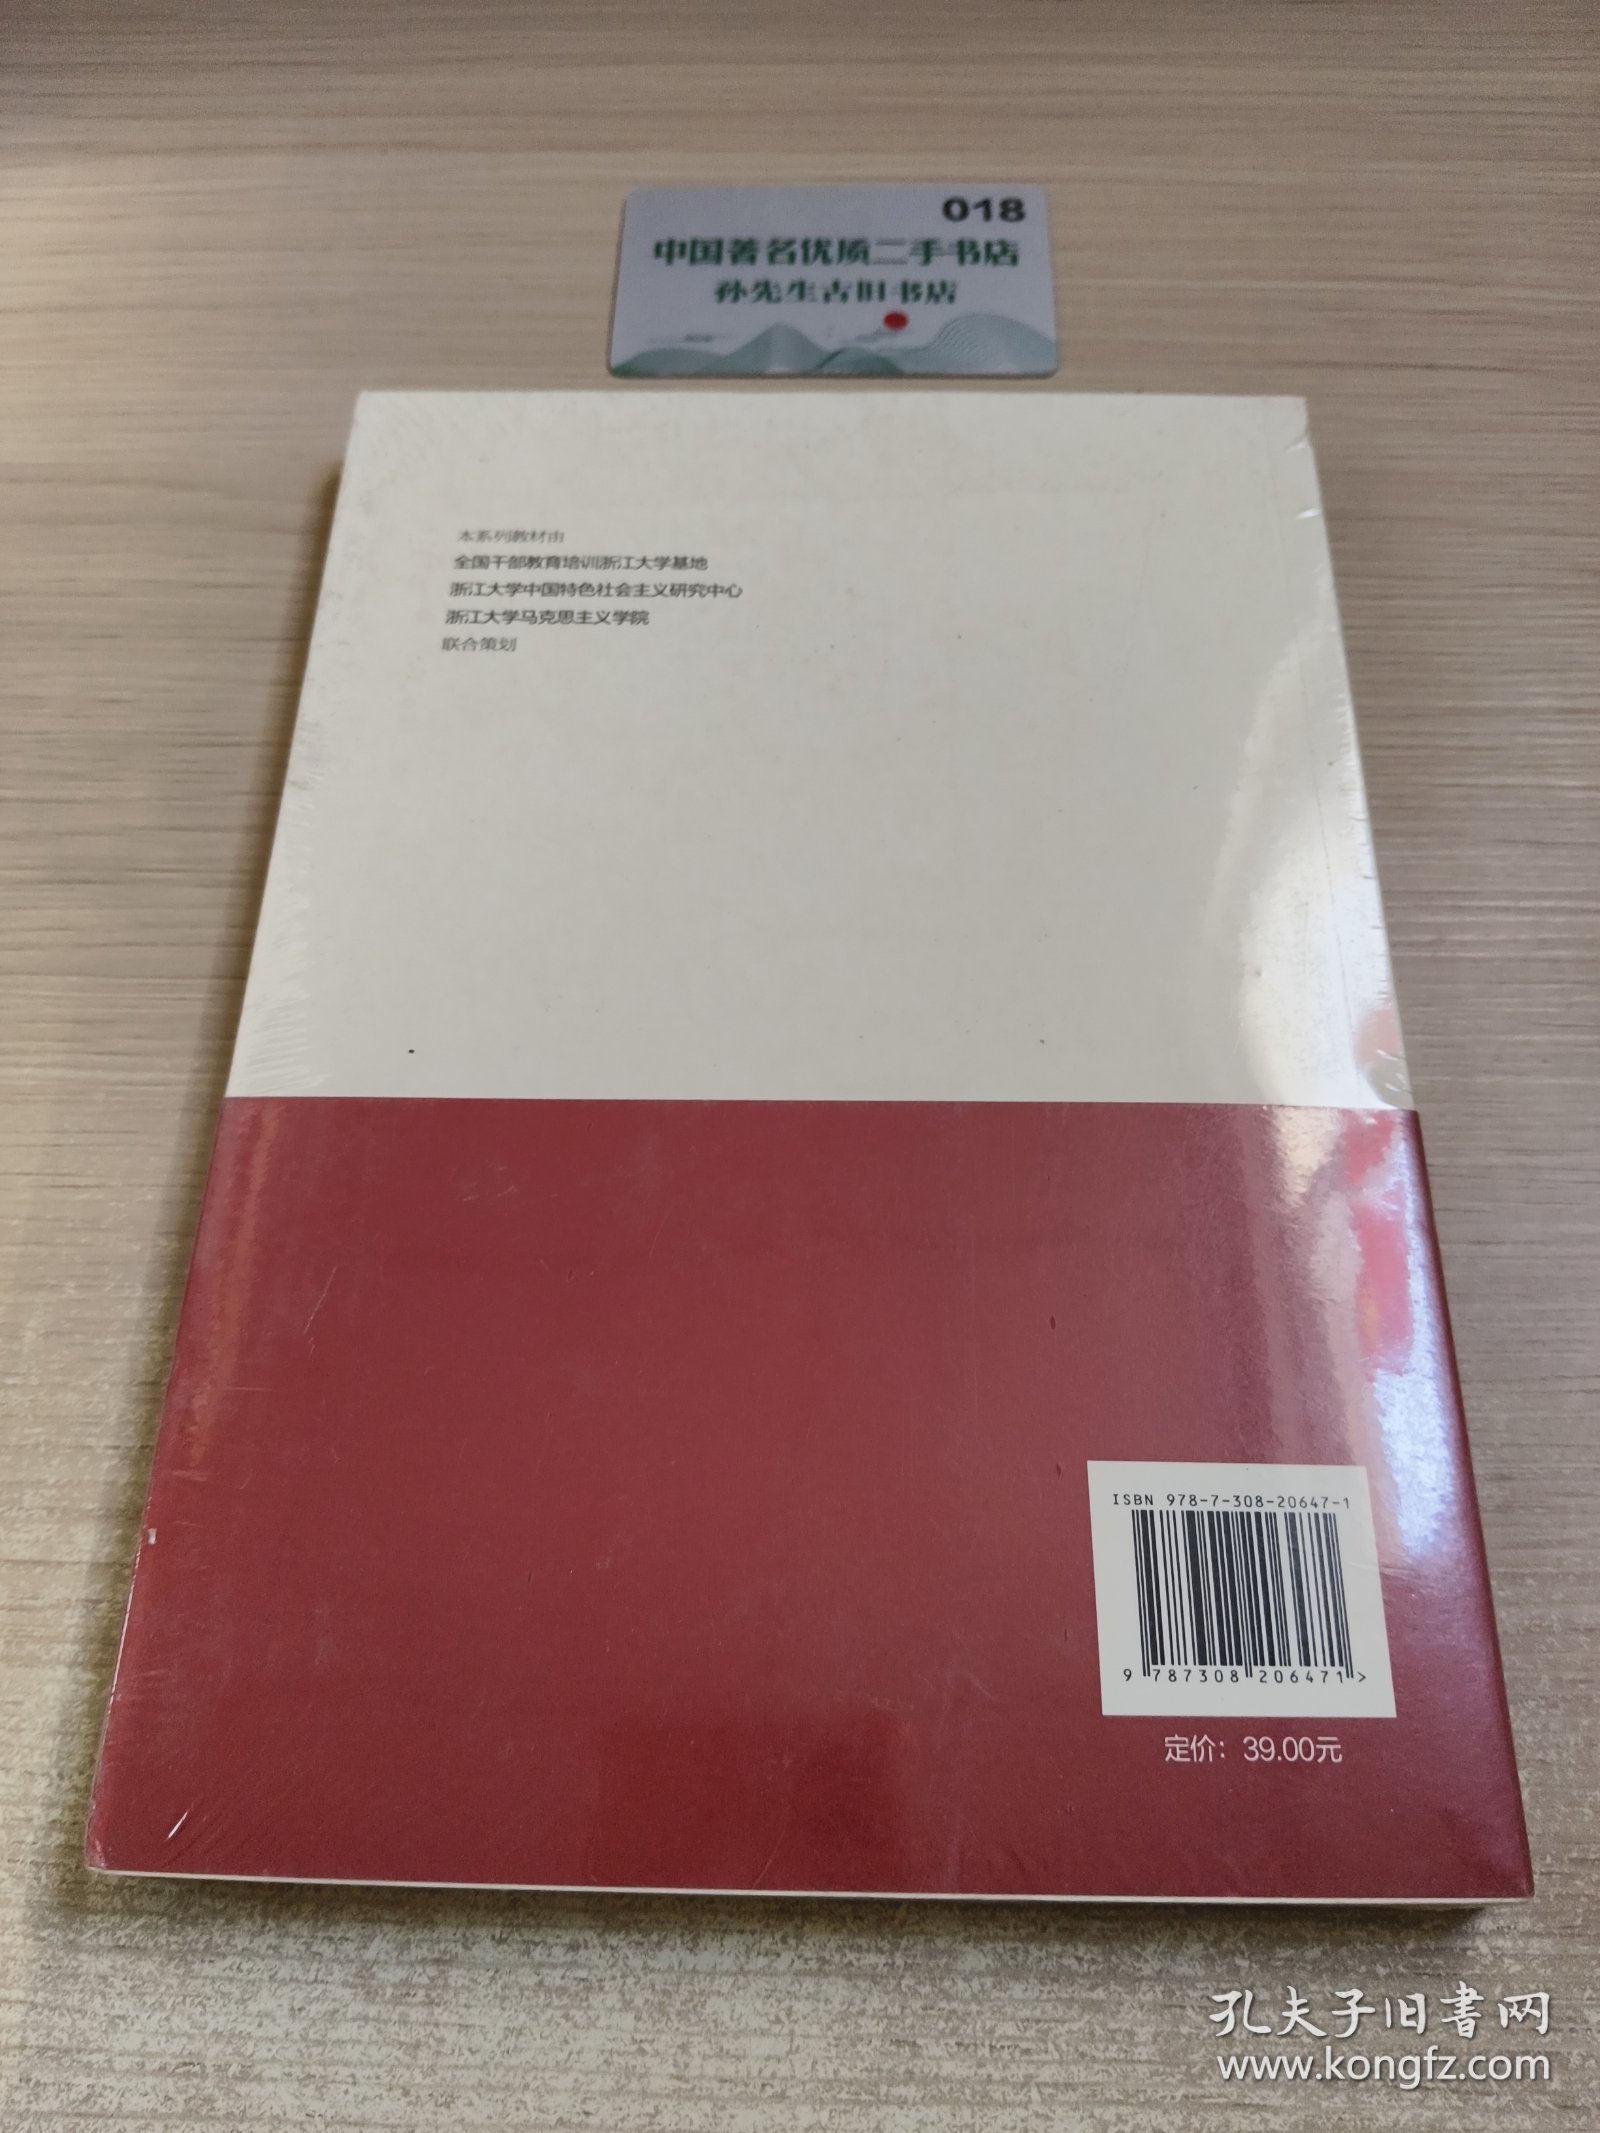 018
中国著名优质二手书店
孙先生古旧书店
本系列教材由
全国干部教育培训浙江大学基地
浙江大学中国特色社会主义研究中心
浙江大学马克思主义学院
联合策划
ISBN 978-7-308-20647-1
9 787308 206471 >
定价：39.00元
孔夫子旧书网
www.kongfz.com